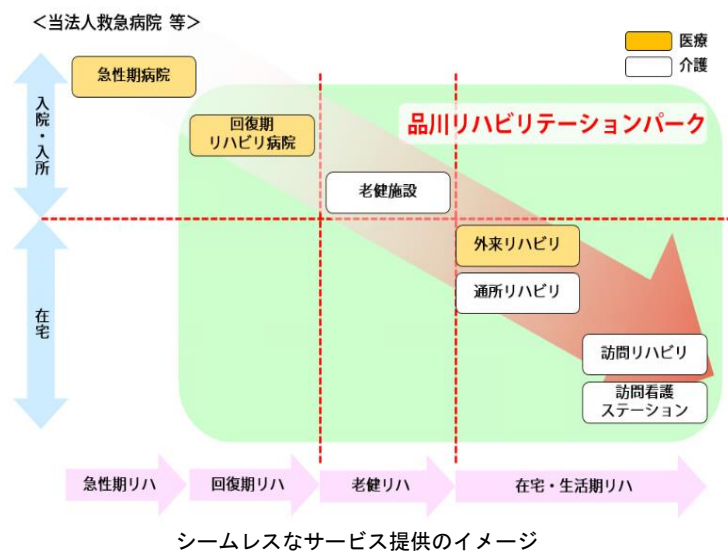 ＜当法人救急病院 等＞
医療
介護
急性期病院
入院・入所
回復期
リハビリ病院
品川リハビリテーションパーク
老健施設
外来リハビリ
通所リハビリ
在宅
訪問リハビリ
訪問看護
ステーション
急性期リハ
回復期リハ
老健リハ
在宅・生活期リハ
シームレスなサービス提供のイメージ